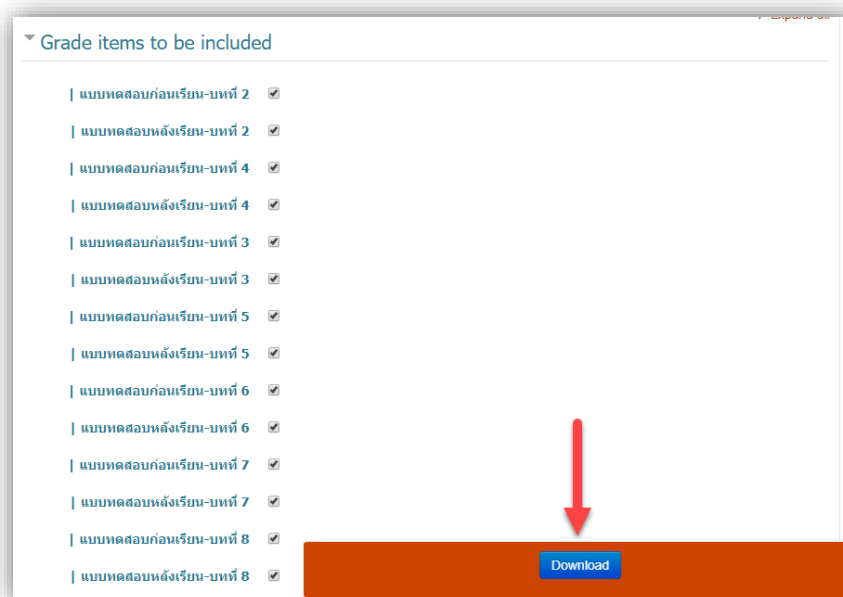 Expand all
Grade items to be included
| แบบทดสอบก่อนเรียน-บทที่ 2
| แบบทดสอบหลังเรียน-บทที่ 2
| แบบทดสอบก่อนเรียน-บทที่ 4
| แบบทดสอบหลังเรียน-บทที่ 4
| แบบทดสอบก่อนเรียน-บทที่ 3
| แบบทดสอบหลังเรียน-บทที่ 3
| แบบทดสอบก่อนเรียน-บทที่ 5
| แบบทดสอบหลังเรียน-บทที่ 5
| แบบทดสอบก่อนเรียน-บทที่ 6
| แบบทดสอบหลังเรียน-บทที่ 6
| แบบทดสอบก่อนเรียน-บทที่ 7
| แบบทดสอบหลังเรียน-บทที่ 7
| แบบทดสอบก่อนเรียน-บทที่ 8
| แบบทดสอบหลังเรียน-บทที่ 8
Download